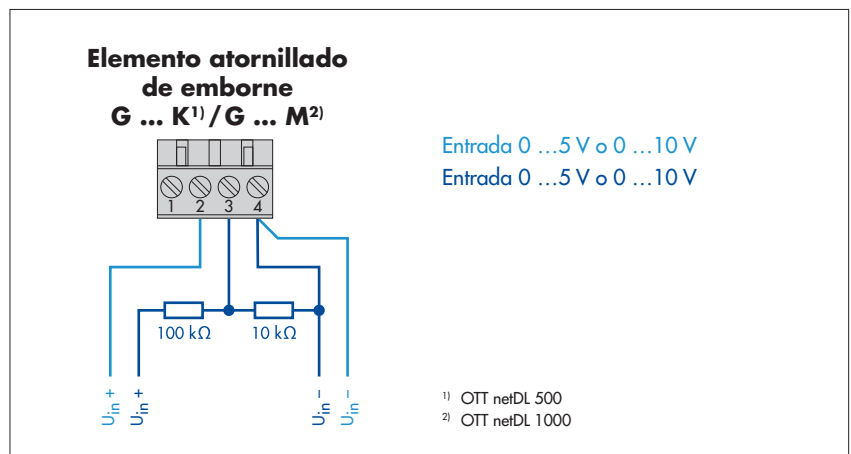 Elemento atornillado
de emborne
G ... K¹⁾/G ... M²⁾
Entrada 0 ...5 V o 0 ...10 V
Entrada 0 ...5 V o 0 ...10 V
1 2 3 4
100 kΩ 10 kΩ
Uin + Uin + Uin – Uin –
¹⁾ OTT netDL 500
²⁾ OTT netDL 1000